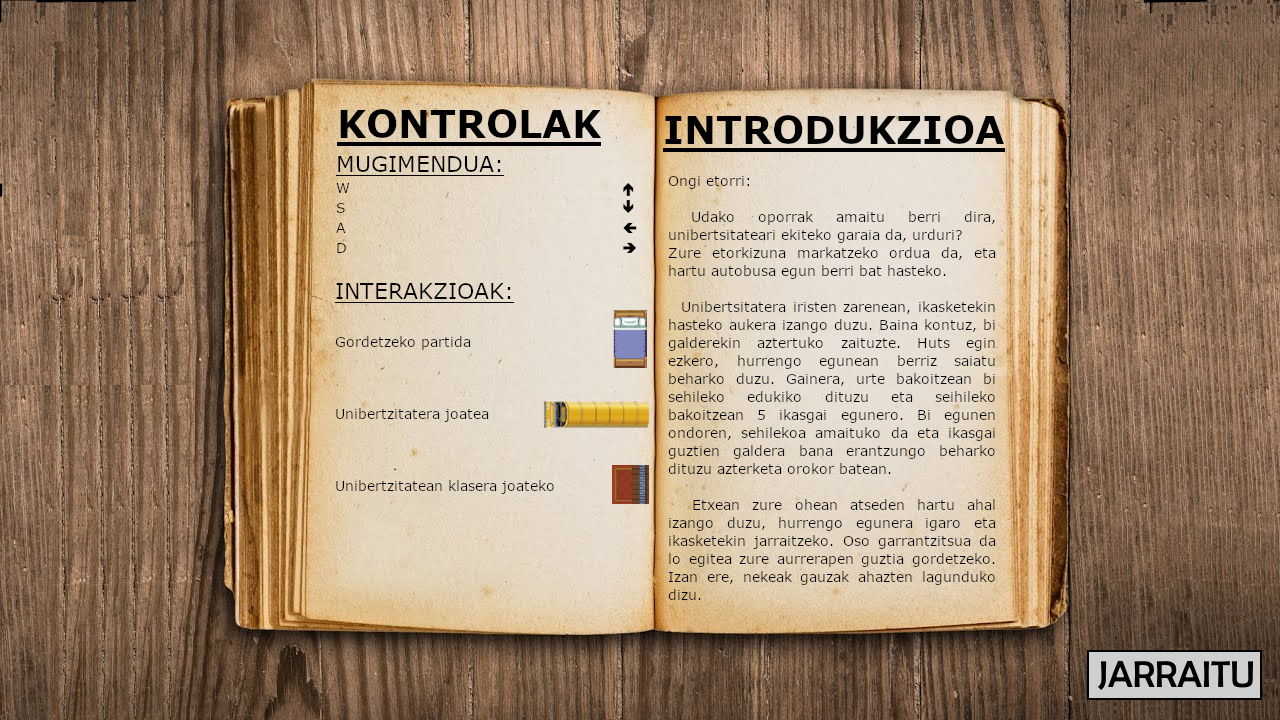 KONTROLAK
MUGIMENDUA:
W ↑
S ↓
A ←
D →
INTERAKZIOAK:
Gordetzeko partida
Unibertzitatera joatea
Unibertzitatean klasera joateko
INTRODUKZIOA
Ongi etorri:
Udako oporrak amaitu berri dira,
unibertsitateari ekiteko garaia da, urduri?
Zure etorkizuna markatzeko ordua da, eta
hartu autobusa egun berri bat hasteko.
Unibertsitatera iristen zarenean, ikasketekin
hasteko aukera izango duzu. Baina kontuz, bi
galderekin aztertuko zaituzte. Huts egin
ezkero, hurrengo egunean berriz saiatu
beharko duzu. Gainera, urte bakoitzean bi
sehileko edukiko dituzu eta seihileko
bakoitzean 5 ikasgai egunero. Bi egunen
ondoren, sehilekoa amaituko da eta ikasgai
guztien galdera bana erantzungo beharko
dituzu azterketa orokor batean.
Etxean zure ohean atseden hartu ahal
izango duzu, hurrengo egunera igaro eta
ikasketekin jarraitzeko. Oso garrantzitsua da
lo egitea zure aurrerapen guztia gordetzeko.
Izan ere, nekeak gauzak ahazten lagunduko
dizu.
JARRAITU